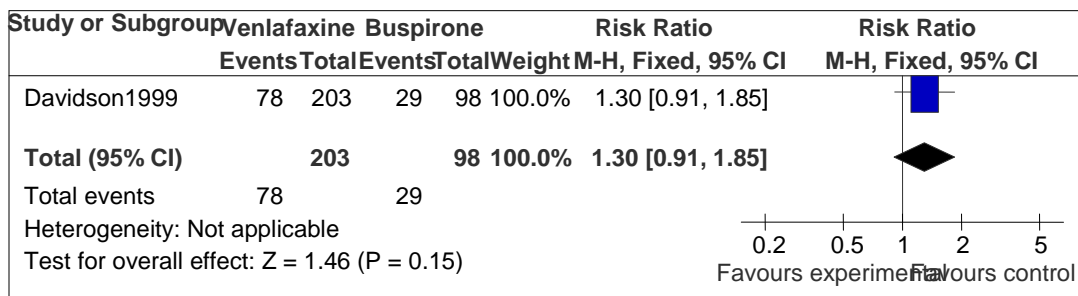 Study or Subgroup Venlafaxine Buspirone Risk Ratio Risk Ratio
Events Total Events Total Weight M-H, Fixed, 95% CI M-H, Fixed, 95% CI
Davidson1999 78 203 29 98 100.0% 1.30 [0.91, 1.85]
Total (95% CI) 203 98 100.0% 1.30 [0.91, 1.85]
Total events 78 29
Heterogeneity: Not applicable
Test for overall effect: Z = 1.46 (P = 0.15)
0.2 0.5 1 2 5
Favours experimental Favours control